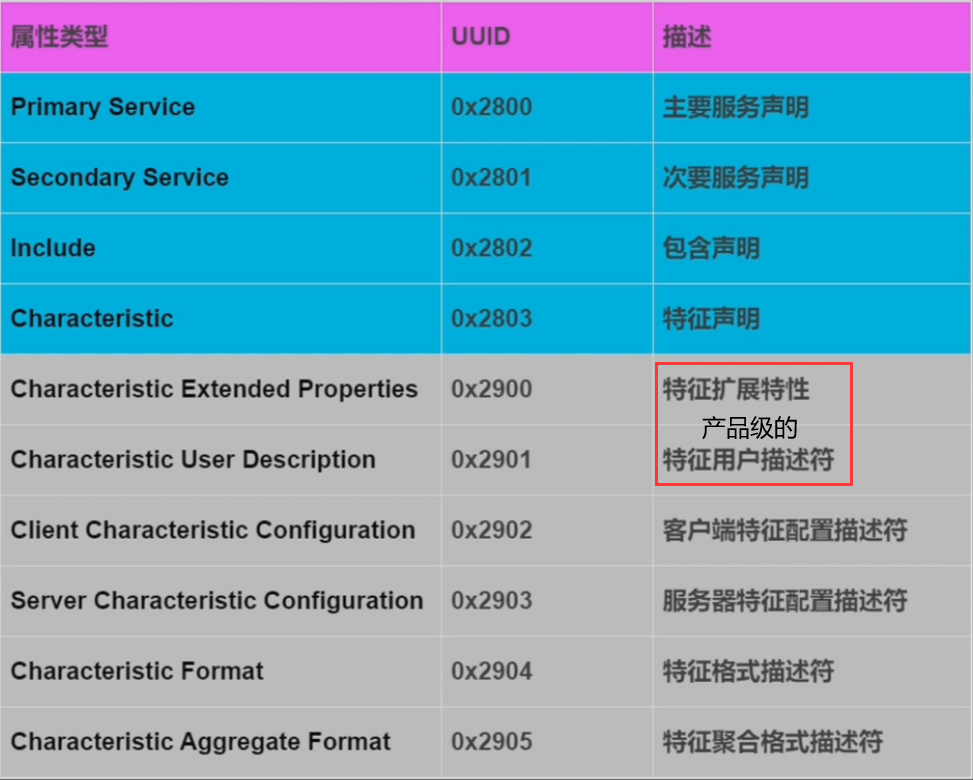 属性类型 UUID 描述
Primary Service 0x2800 主要服务声明
Secondary Service 0x2801 次要服务声明
Include 0x2802 包含声明
Characteristic 0x2803 特征声明
Characteristic Extended Properties 0x2900 特征扩展特性
产品级的
Characteristic User Description 0x2901 特征用户描述符
Client Characteristic Configuration 0x2902 客户端特征配置描述符
Server Characteristic Configuration 0x2903 服务器特征配置描述符
Characteristic Format 0x2904 特征格式描述符
Characteristic Aggregate Format 0x2905 特征聚合格式描述符